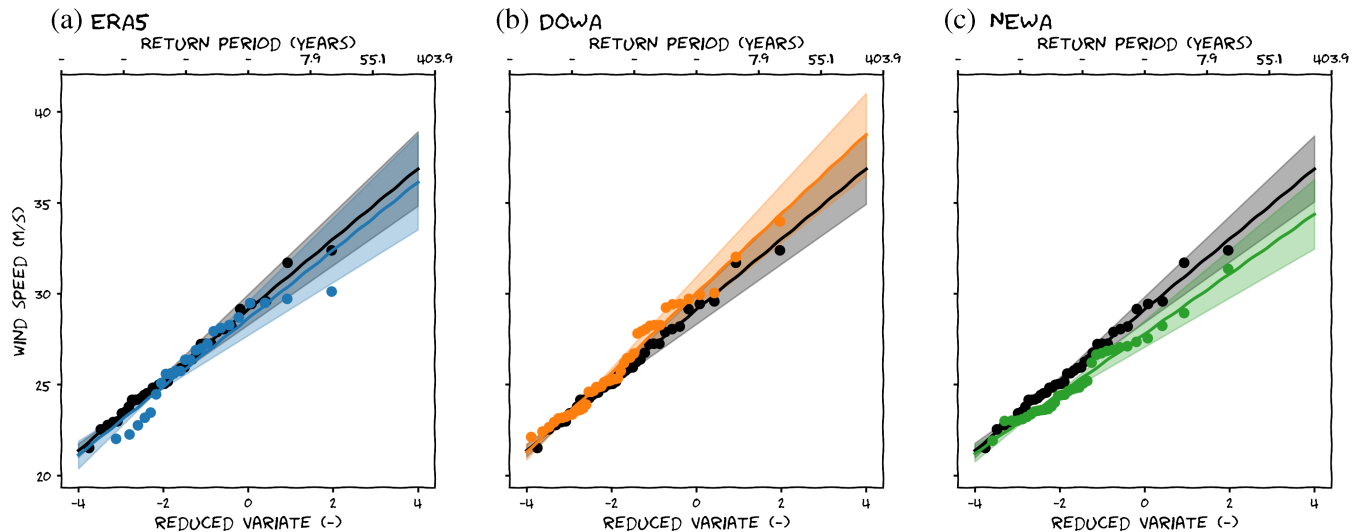 (a) ERA5
RETURN PERIOD (YEARS)
- - - - 7.9 55.1 403.9
40
35
30
25
20
WIND SPEED (M/S)
-4 -2 0 2 4
REDUCED VARIATE (-)
(b) DOWA
RETURN PERIOD (YEARS)
- - - - 7.9 55.1 403.9
-4 -2 0 2 4
REDUCED VARIATE (-)
(c) NEWA
RETURN PERIOD (YEARS)
- - - - 7.9 55.1 403.9
-4 -2 0 2 4
REDUCED VARIATE (-)